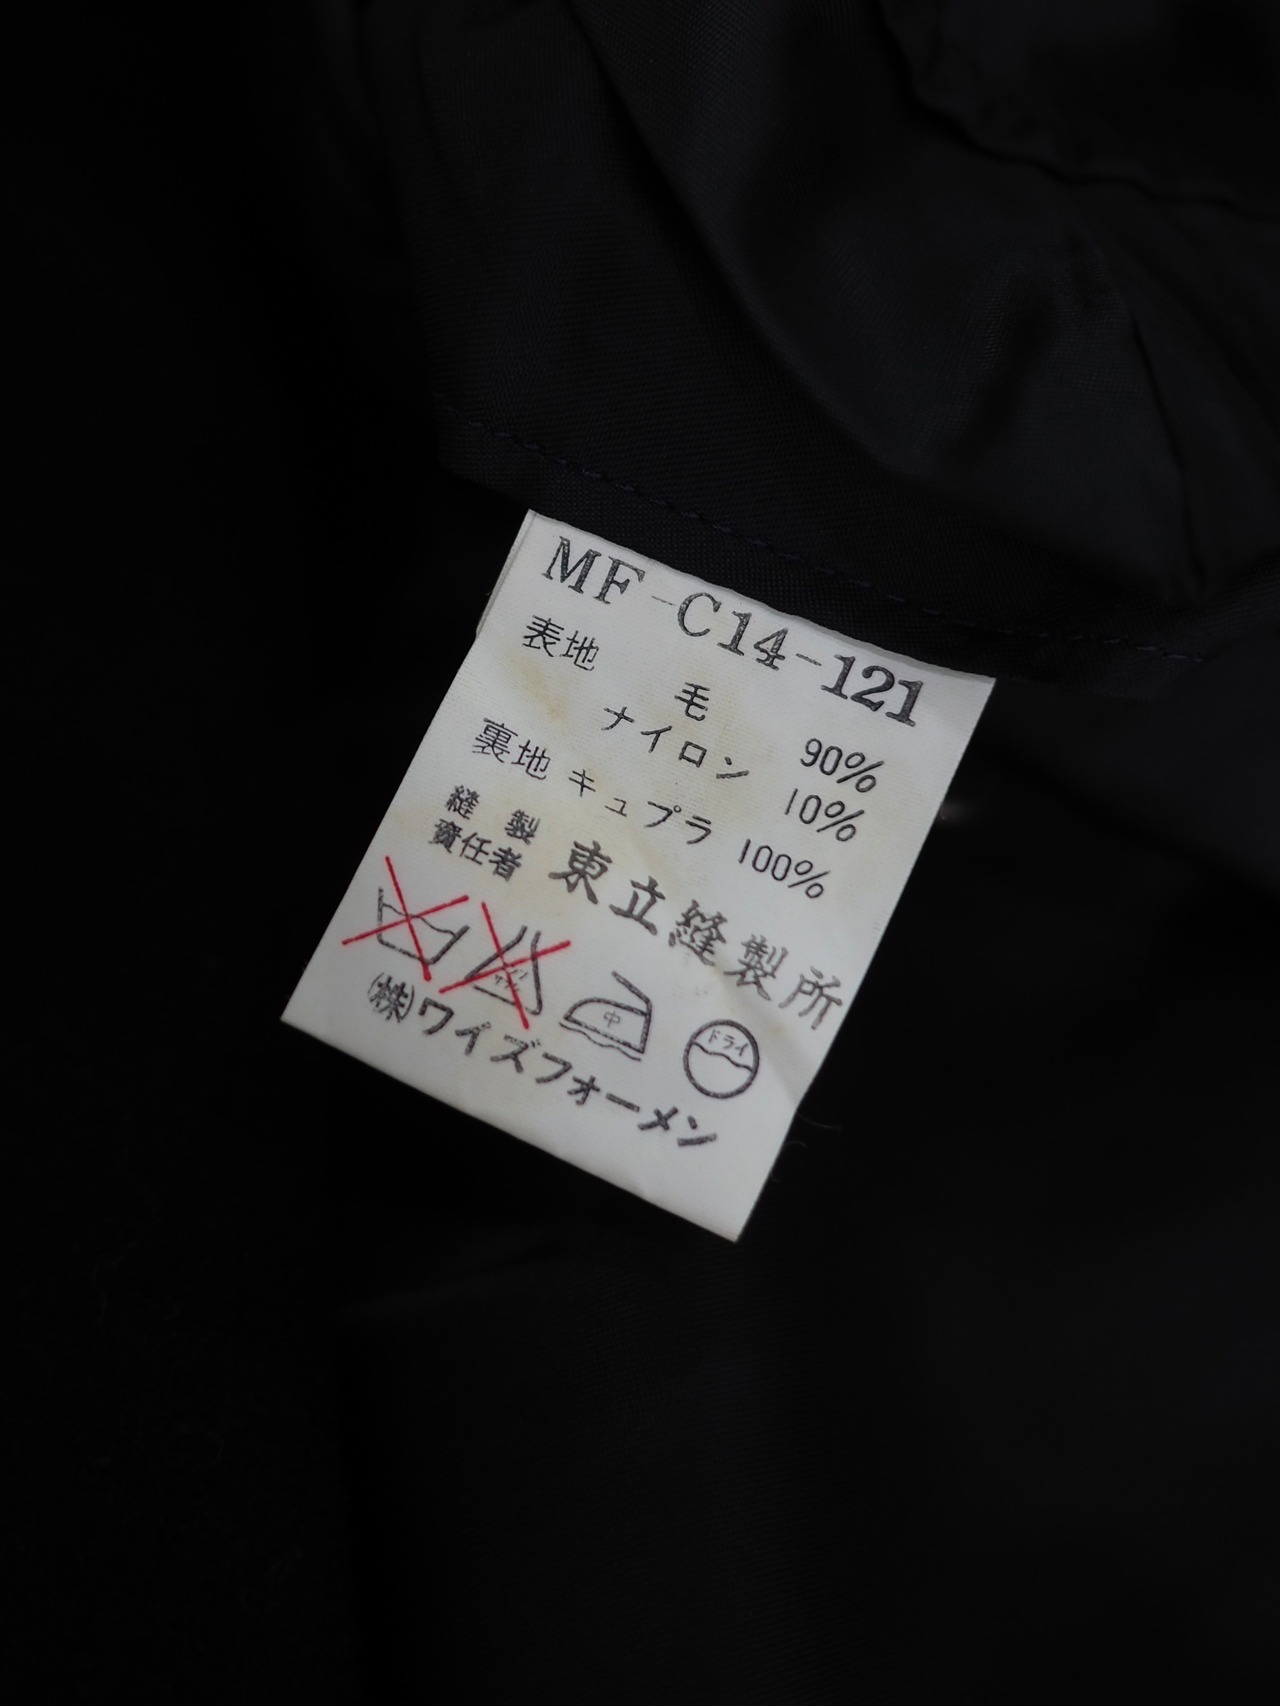 MF-C14-121
表地 毛 90%
ナイロン 10%
裏地 キュプラ 100%
縫製
責任者 東立縫製所
中 ドライ
㈱ワイズフォーメン